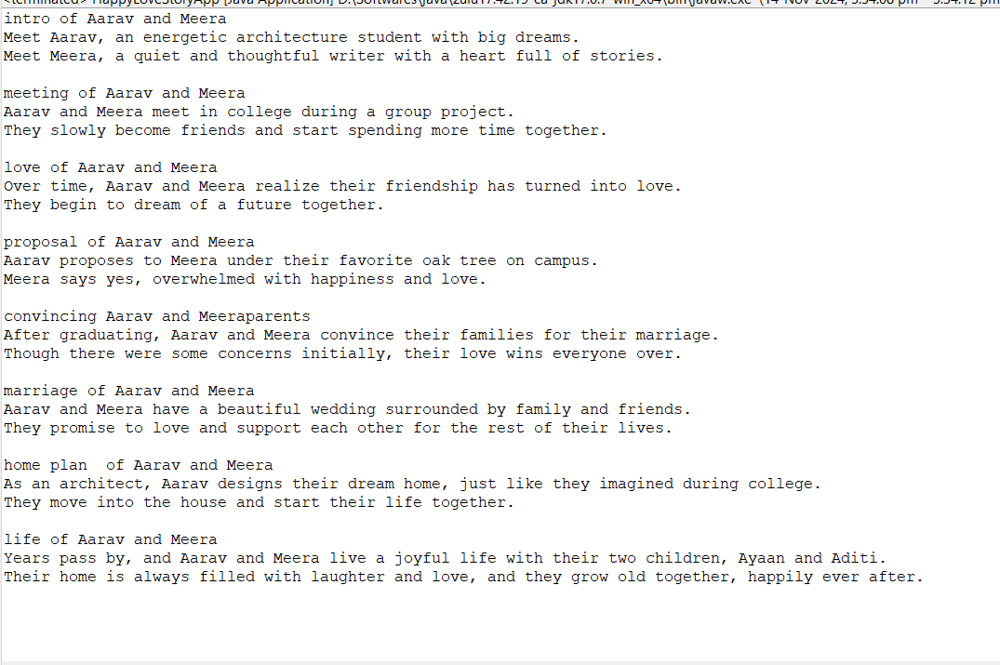 <terminated> HappyLoveStoryApp [Java Application] D:\Softwares\java\zulu17.42.19-ca-jdk17.0.7-win_x64\bin\javaw.exe (14-Nov-2024,
intro of Aarav and Meera
Meet Aarav, an energetic architecture student with big dreams.
Meet Meera, a quiet and thoughtful writer with a heart full of stories.
meeting of Aarav and Meera
Aarav and Meera meet in college during a group project.
They slowly become friends and start spending more time together.
love of Aarav and Meera
Over time, Aarav and Meera realize their friendship has turned into love.
They begin to dream of a future together.
proposal of Aarav and Meera
Aarav proposes to Meera under their favorite oak tree on campus.
Meera says yes, overwhelmed with happiness and love.
convincing Aarav and Meeraparents
After graduating, Aarav and Meera convince their families for their marriage.
Though there were some concerns initially, their love wins everyone over.
marriage of Aarav and Meera
Aarav and Meera have a beautiful wedding surrounded by family and friends.
They promise to love and support each other for the rest of their lives.
home plan  of Aarav and Meera
As an architect, Aarav designs their dream home, just like they imagined during college.
They move into the house and start their life together.
life of Aarav and Meera
Years pass by, and Aarav and Meera live a joyful life with their two children, Ayaan and Aditi.
Their home is always filled with laughter and love, and they grow old together, happily ever after.